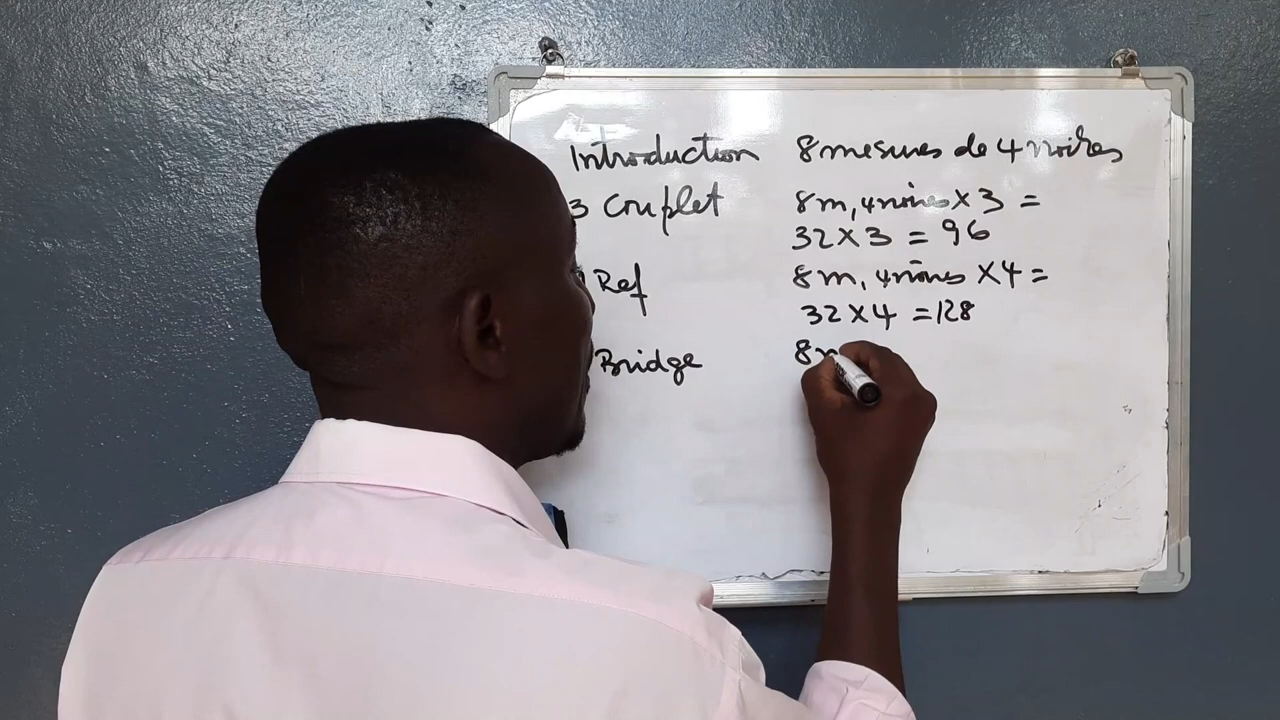 Introduction 8 mesures de 4 noires
3 Couplet 8m, 4 noires X 3 =
32 X 3 = 96
Ref 8m, 4 noires X 4 =
32 X 4 = 128
Bridge 8m